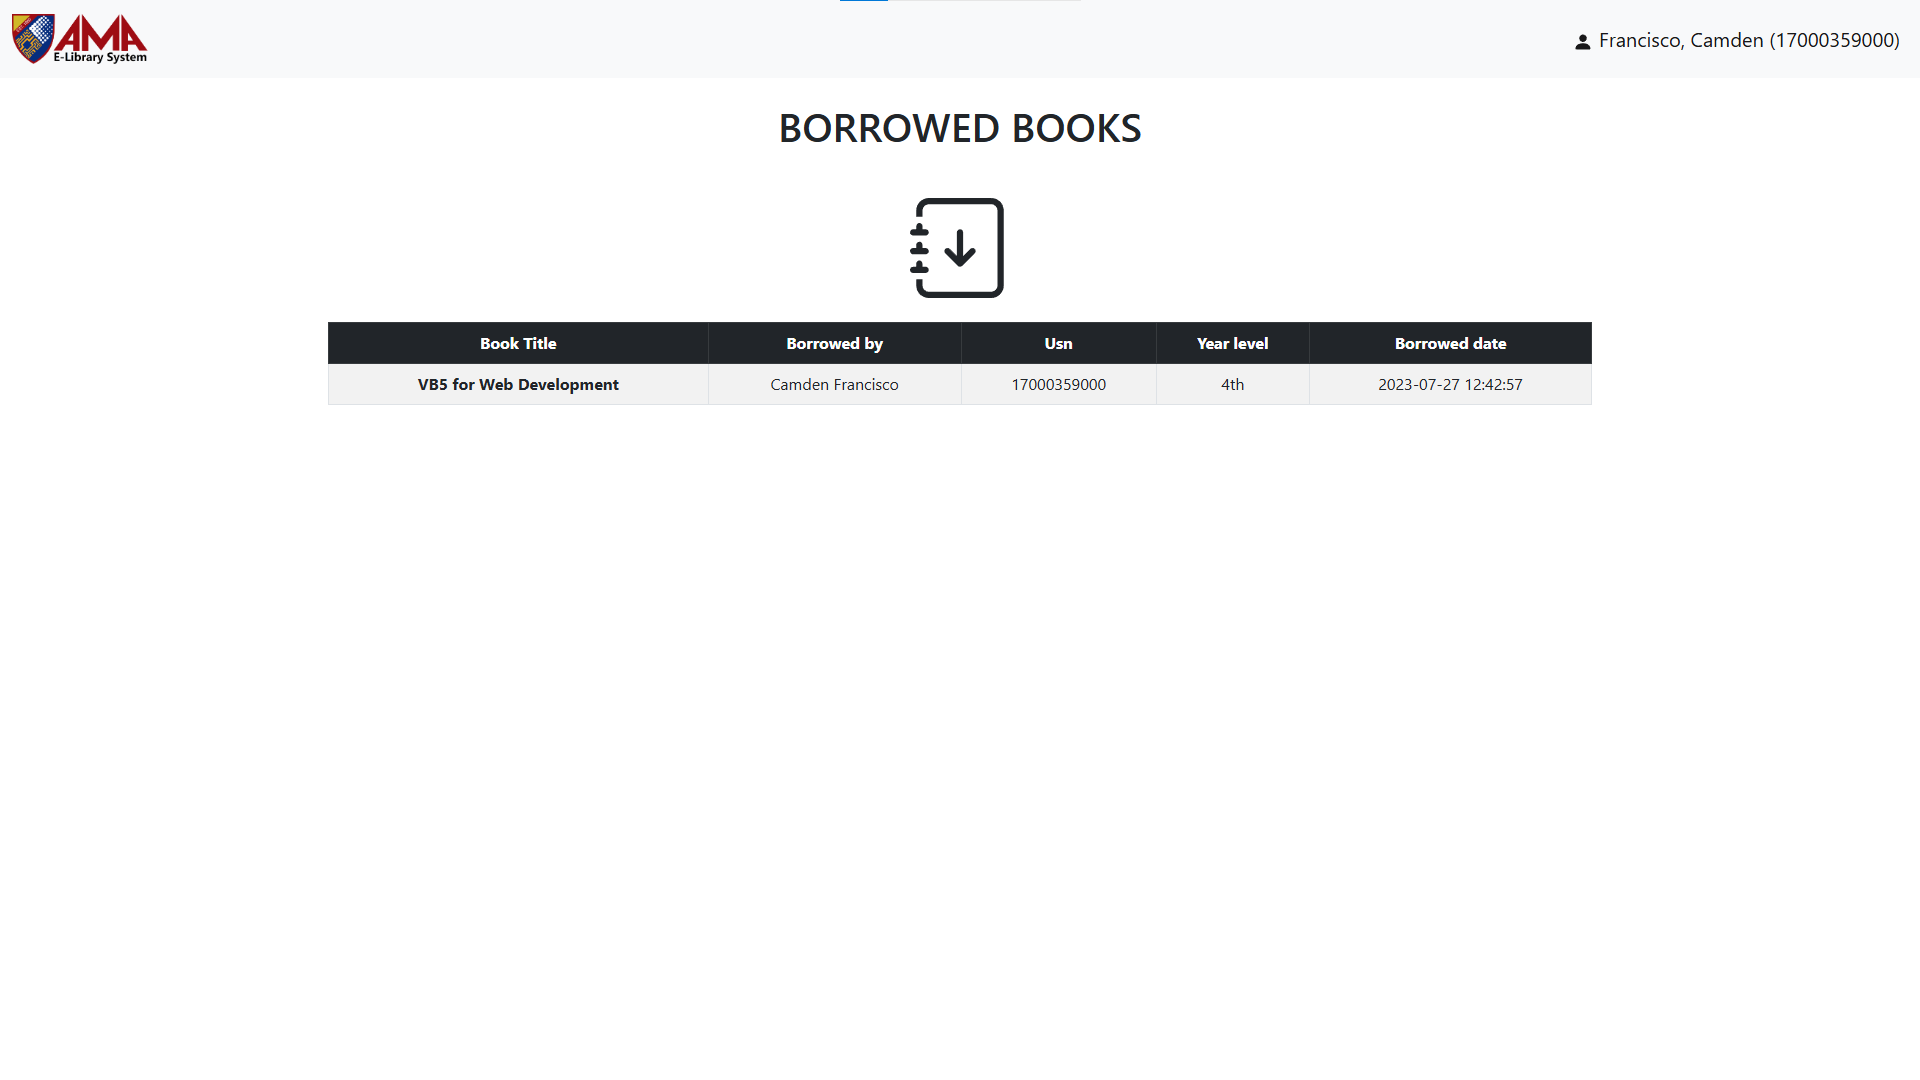 AMA
E-Library System
Francisco, Camden (17000359000)
BORROWED BOOKS
Book Title Borrowed by Usn Year level Borrowed date
VB5 for Web Development Camden Francisco 17000359000 4th 2023-07-27 12:42:57